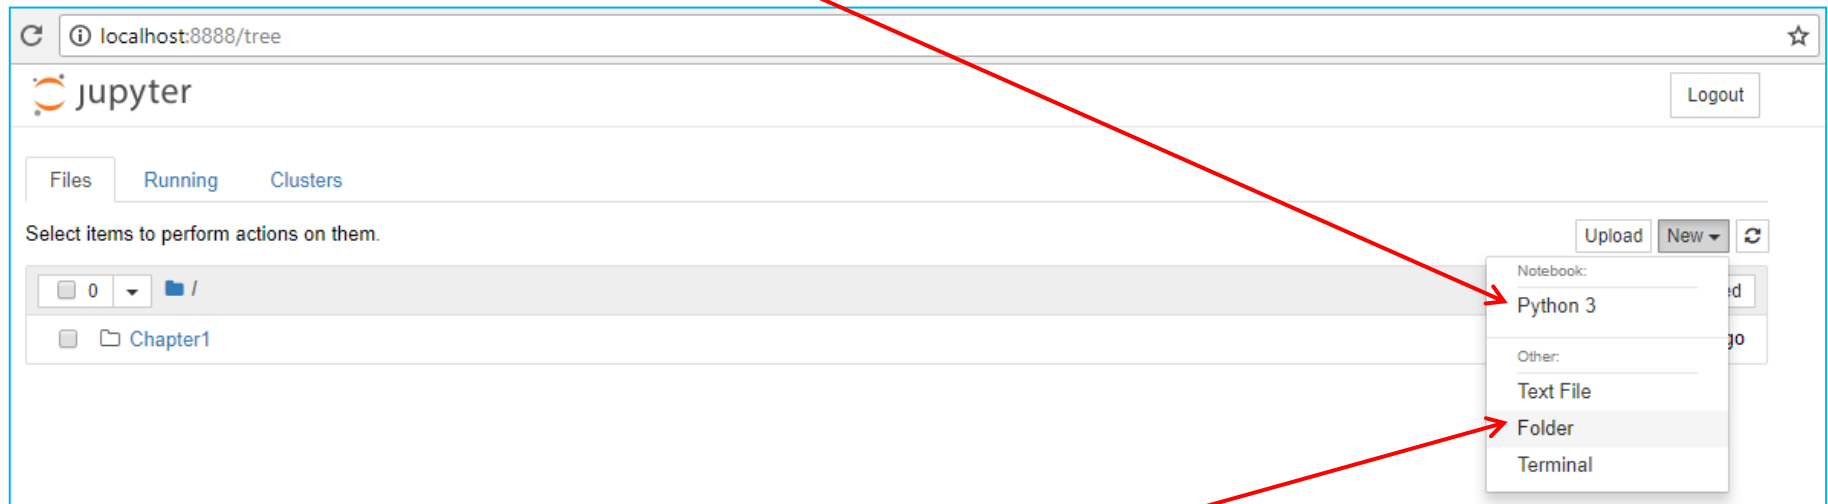 localhost:8888/tree
jupyter
Logout
Files Running Clusters
Select items to perform actions on them.
Upload New
0 /
Notebook:
Python 3
Chapter1
Other:
Text File
Folder
Terminal